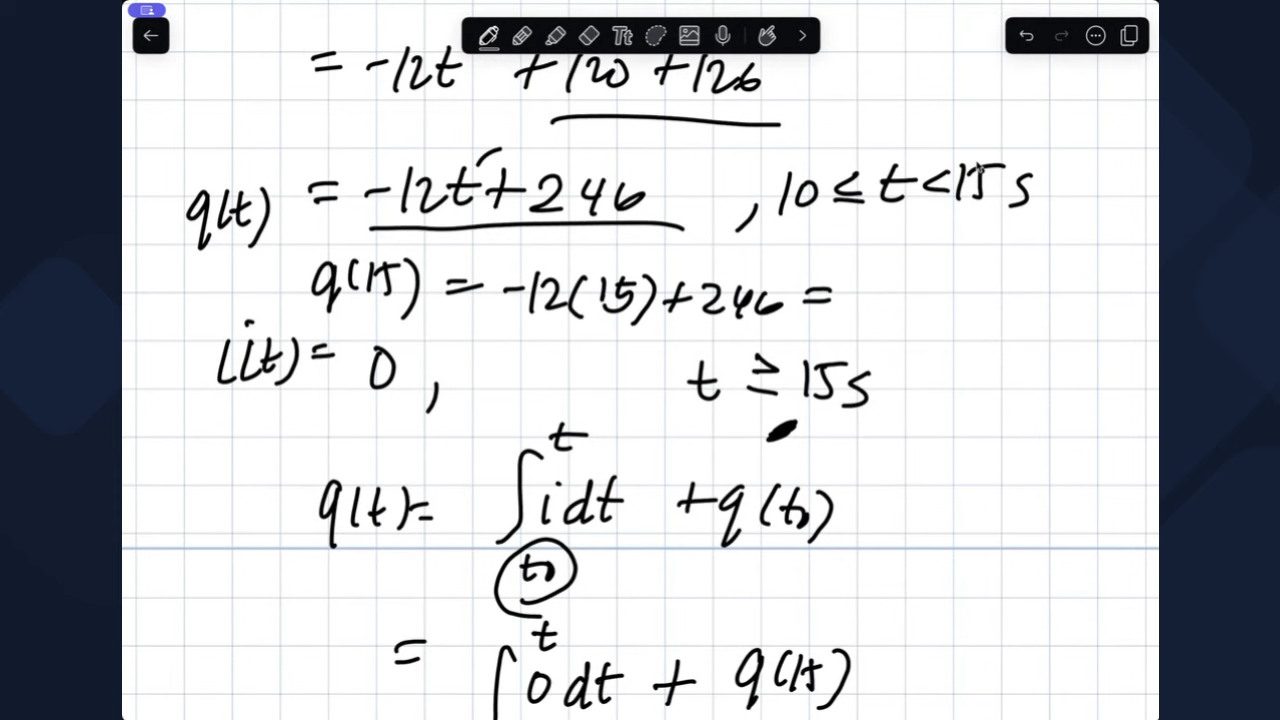 = -12t + 120 + 126
q(t) = -12t + 246 , 10 ≤ t < 15 s
q(15) = -12(15) + 246 =
i(t) = 0 , t ≥ 15 s
q(t) = ∫_{t₀}^{t} i dt + q(t₀)
= ∫^{t} 0 dt + q(15)